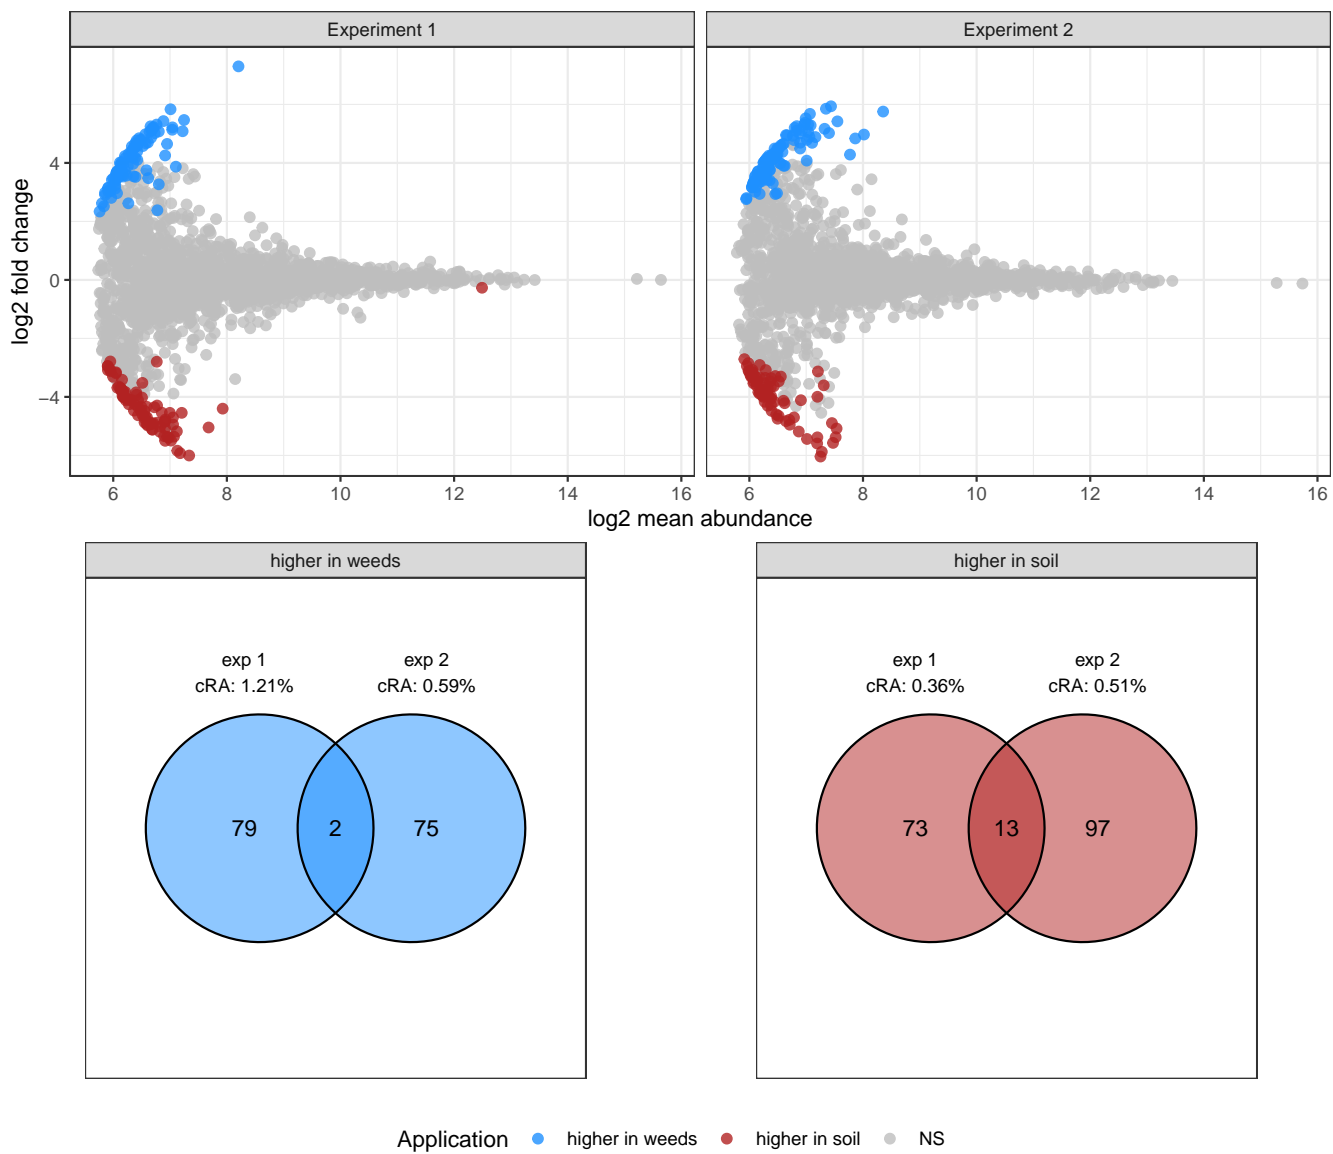 Experiment 1
Experiment 2
log2 fold change
4
0
−4
6
8
10
12
14
16
6
8
10
12
14
16
log2 mean abundance
higher in weeds
higher in soil
exp 1
cRA: 1.21%
exp 2
cRA: 0.59%
79
2
75
exp 1
cRA: 0.36%
exp 2
cRA: 0.51%
73
13
97
Application
higher in weeds
higher in soil
NS